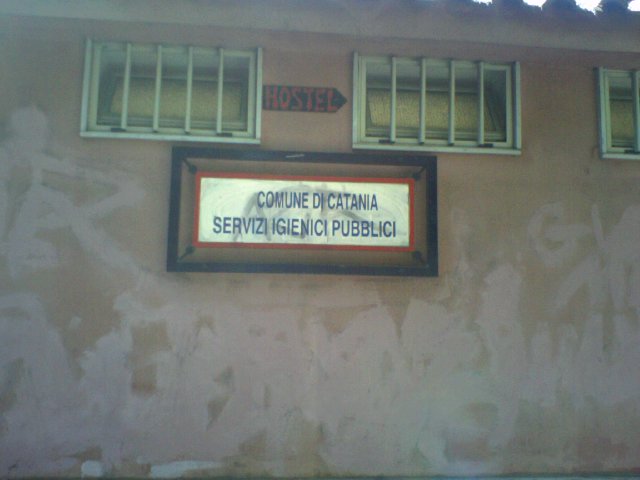 HOSTEL
COMUNE DI CATANIA
SERVIZI IGIENICI PUBBLICI